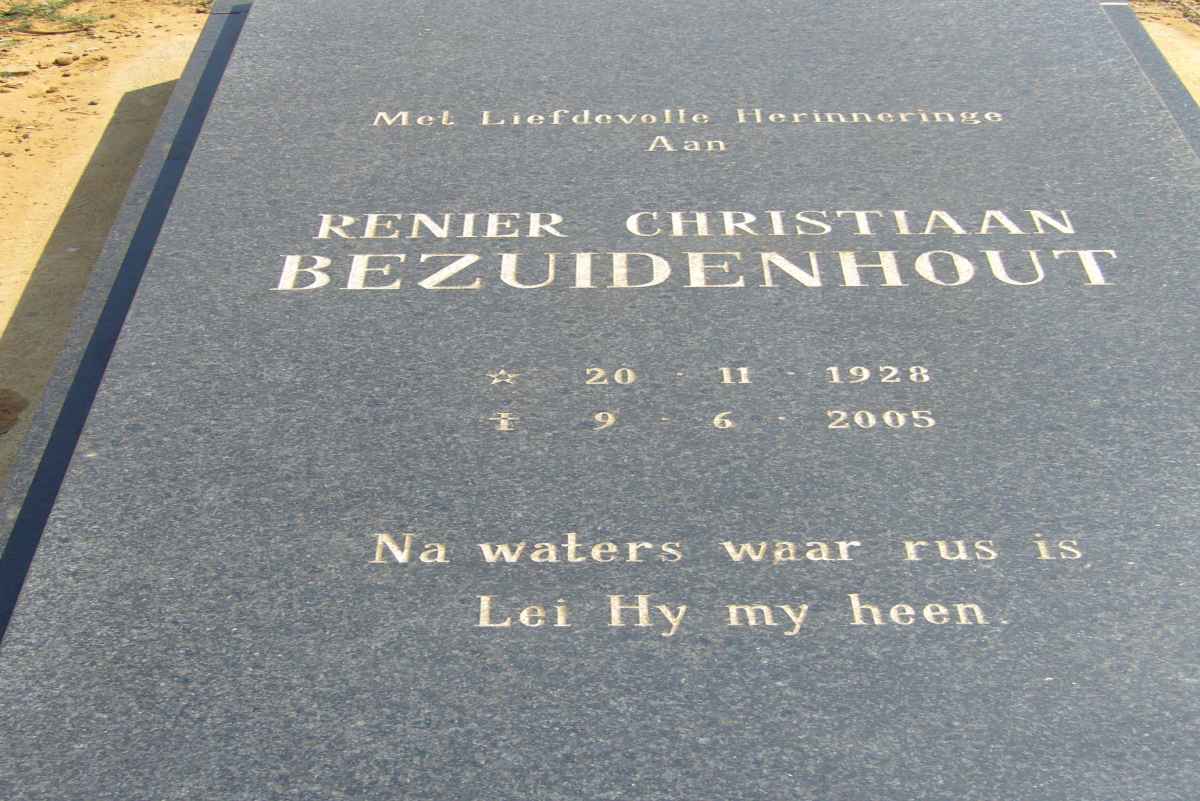 Met Liefdevolle Herinneringe
Aan
RENIER CHRISTIAAN
BEZUIDENHOUT
☆ 20 · 11 · 1928
✝ 9 · 6 · 2005
Na waters waar rus is
Lei Hy my heen.